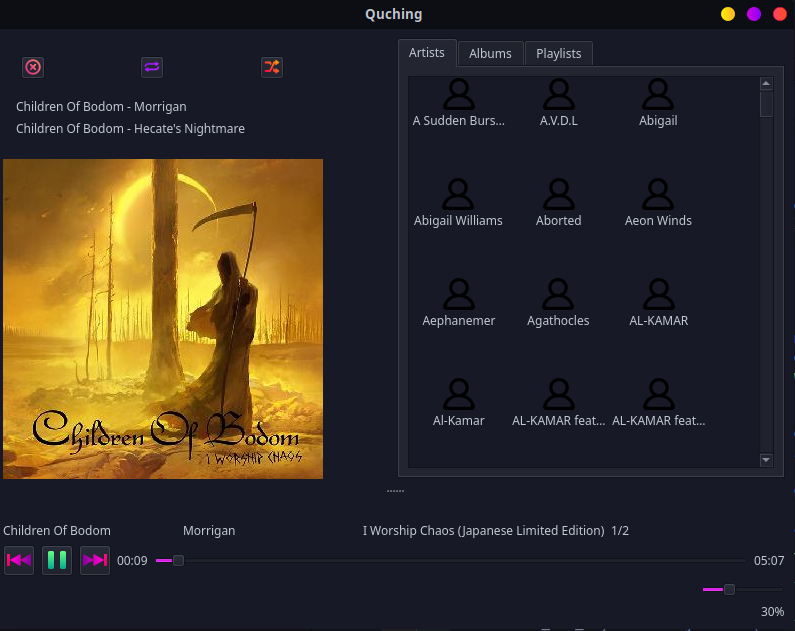 Quching
Artists Albums Playlists
Children Of Bodom - Morrigan
Children Of Bodom - Hecate's Nightmare
Children Of Bodom
I WORSHIP CHAOS
A Sudden Burs... A.V.D.L Abigail
Abigail Williams Aborted Aeon Winds
Aephanemer Agathocles AL-KAMAR
Al-Kamar AL-KAMAR feat... AL-KAMAR feat...
Children Of Bodom Morrigan I Worship Chaos (Japanese Limited Edition) 1/2
00:09 05:07
30%